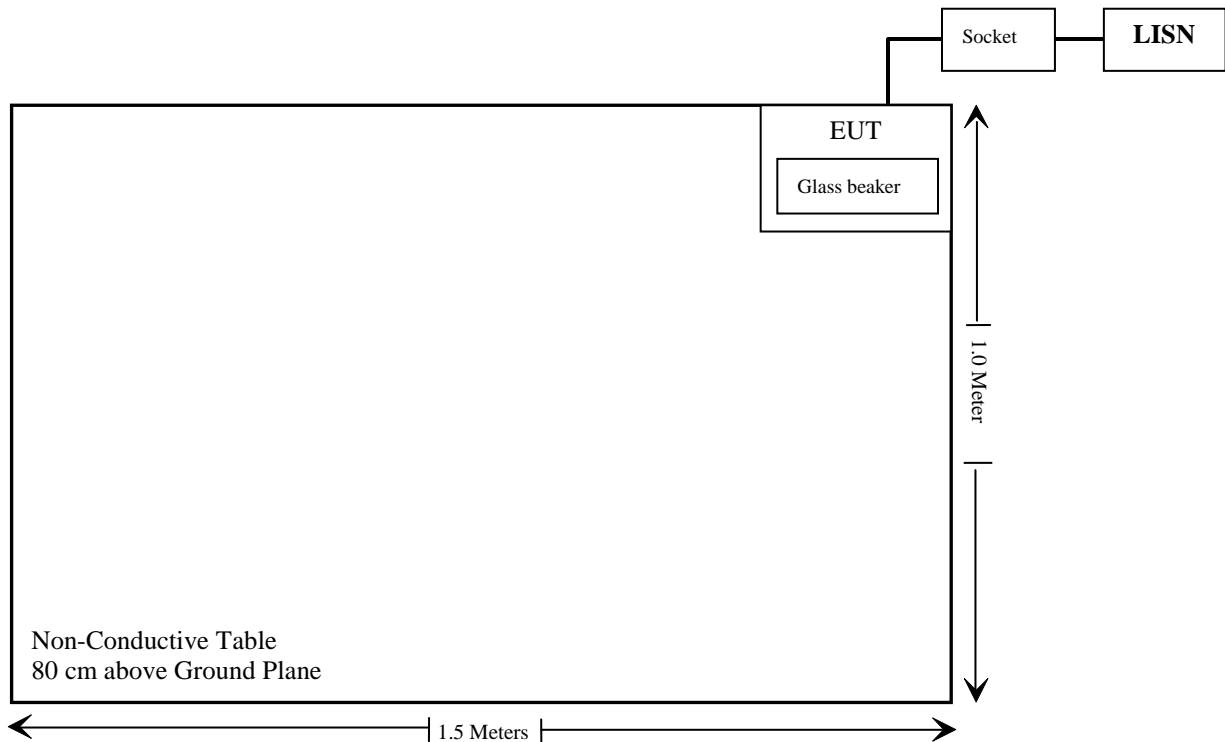 Socket
LISN
EUT
Glass beaker
1.0 Meter
Non-Conductive Table
80 cm above Ground Plane
1.5 Meters